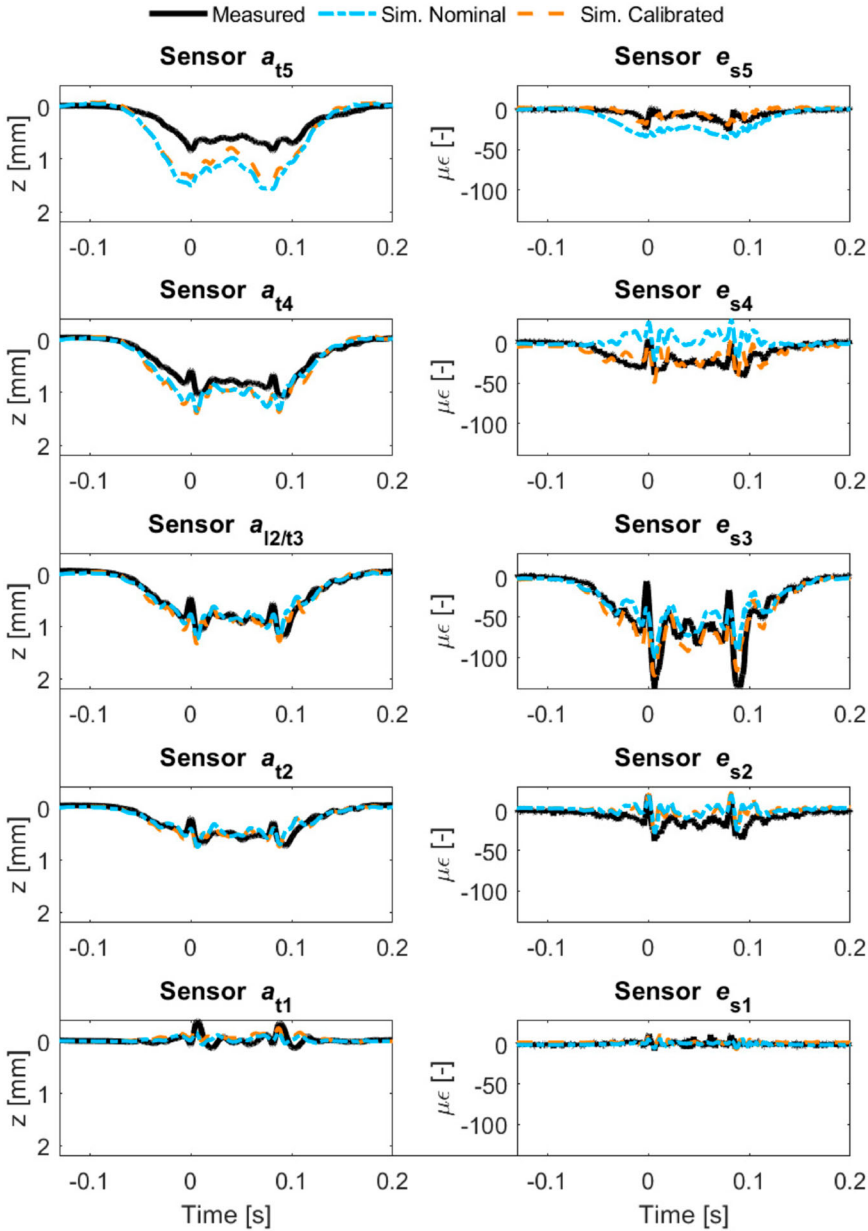 Measured Sim. Nominal Sim. Calibrated
Sensor a_t5
z [mm]
0
1
2
-0.1 0 0.1 0.2
Sensor e_s5
με [-]
0
-50
-100
-0.1 0 0.1 0.2
Sensor a_t4
z [mm]
0
1
2
-0.1 0 0.1 0.2
Sensor e_s4
με [-]
0
-50
-100
-0.1 0 0.1 0.2
Sensor a_l2/t3
z [mm]
0
1
2
-0.1 0 0.1 0.2
Sensor e_s3
με [-]
0
-50
-100
-0.1 0 0.1 0.2
Sensor a_t2
z [mm]
0
1
2
-0.1 0 0.1 0.2
Sensor e_s2
με [-]
0
-50
-100
-0.1 0 0.1 0.2
Sensor a_t1
z [mm]
0
1
2
-0.1 0 0.1 0.2
Time [s]
Sensor e_s1
με [-]
0
-50
-100
-0.1 0 0.1 0.2
Time [s]